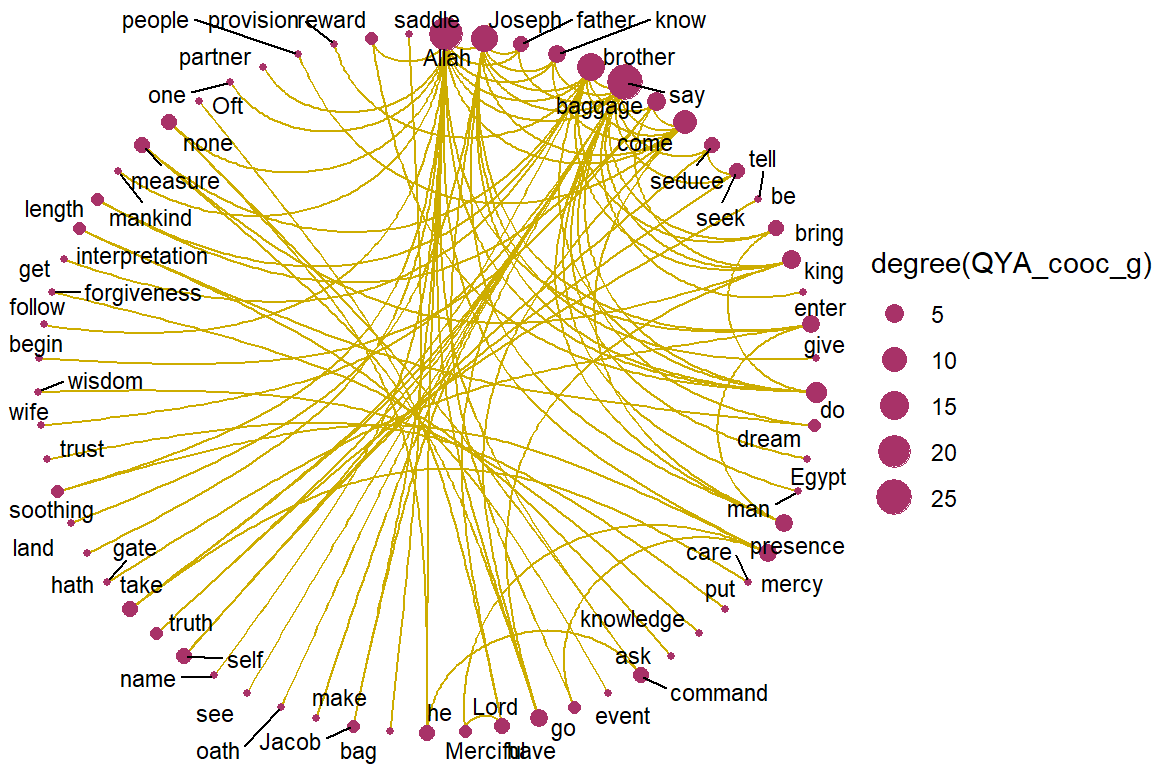 people
provision
reward
saddle
Joseph
father
know
partner
Allah
brother
one
Oft
baggage
say
none
come
tell
measure
seduce
be
length
mankind
seek
bring
interpretation
king
get
forgiveness
enter
follow
give
begin
wisdom
do
wife
dream
trust
Egypt
soothing
man
land
gate
presence
hath
take
care
mercy
put
truth
knowledge
self
ask
name
command
see
make
he
Lord
event
oath
Jacob
bag
Merciful
have
go
degree(QYA_cooc_g)
5
10
15
20
25